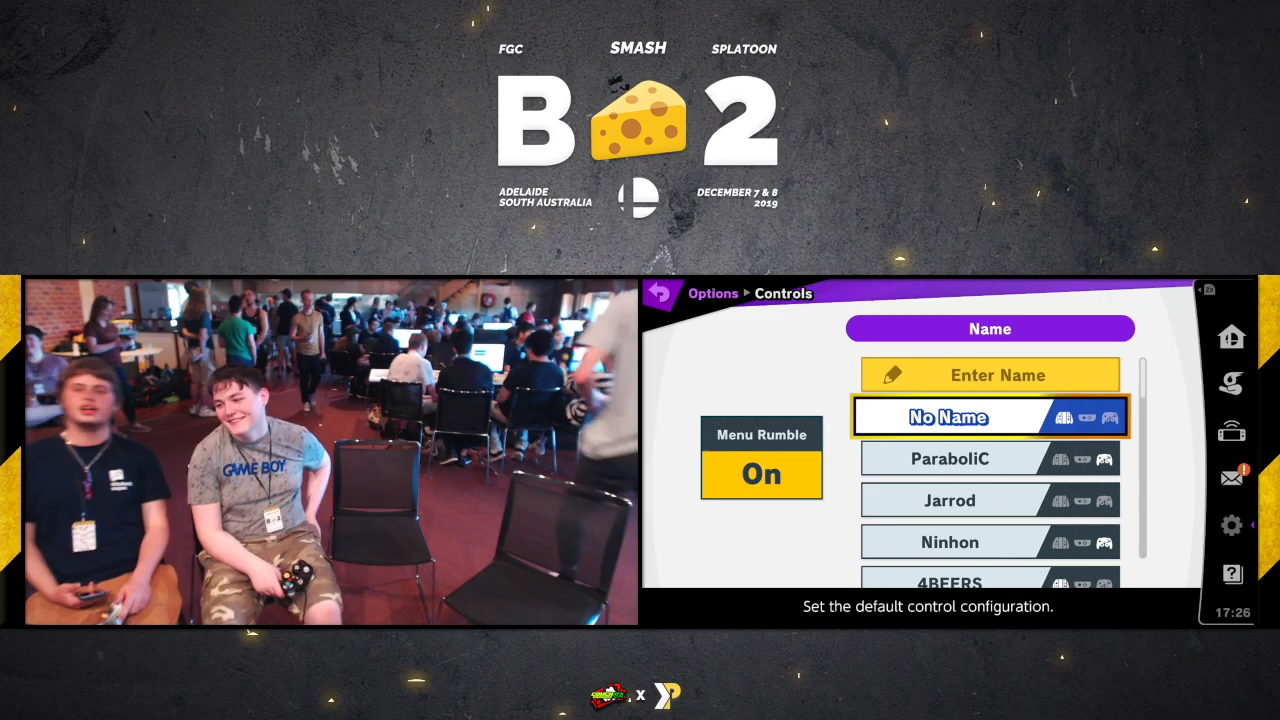 FGC SMASH SPLATOON
B 2
ADELAIDE
SOUTH AUSTRALIA
DECEMBER 7 & 8
2019
Options ▶ Controls
Name
Enter Name
No Name
Menu Rumble
On
ParaboliC
Jarrod
Ninhon
4BEERS
Set the default control configuration.
17:26
GAME BOY
X